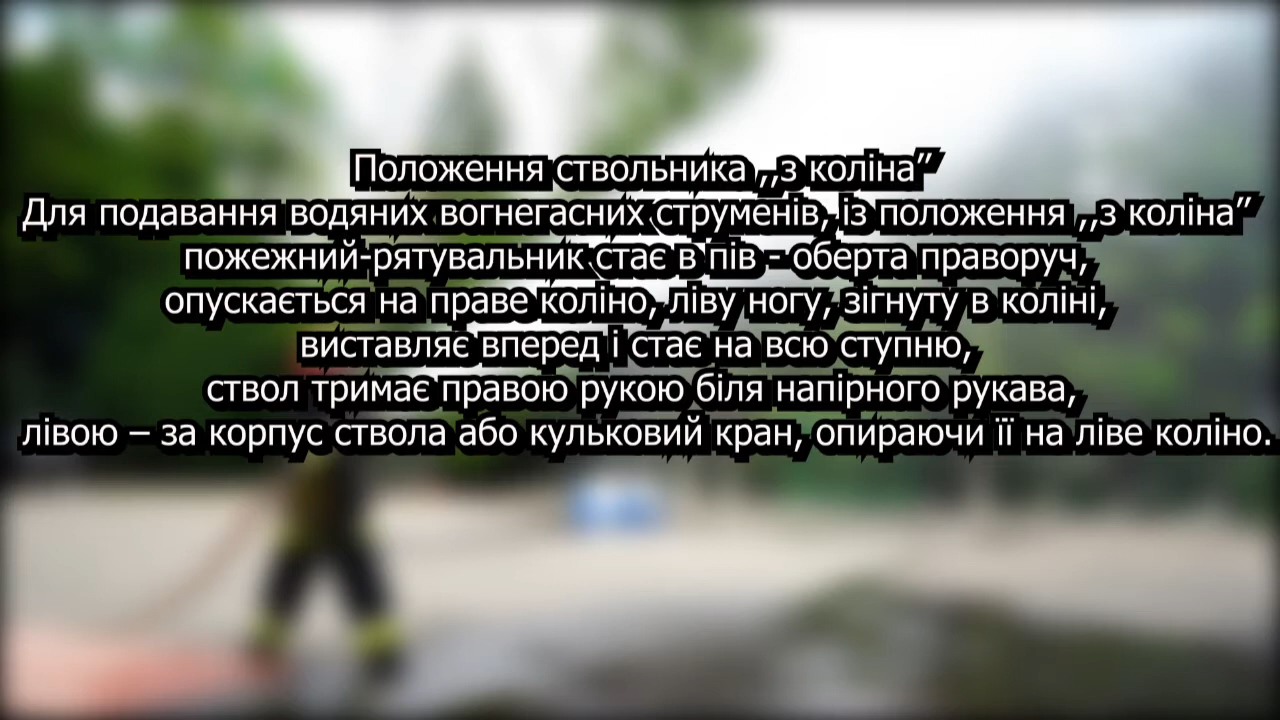 Положення ствольника ,,з коліна”
Для подавання водяних вогнегасних струменів, із положення ,,з коліна”
пожежний-рятувальник стає в пів - оберта праворуч,
опускається на праве коліно, ліву ногу, зігнуту в коліні,
виставляє вперед і стає на всю ступню,
ствол тримає правою рукою біля напірного рукава,
лівою – за корпус ствола або кульковий кран, опираючи її на ліве коліно.